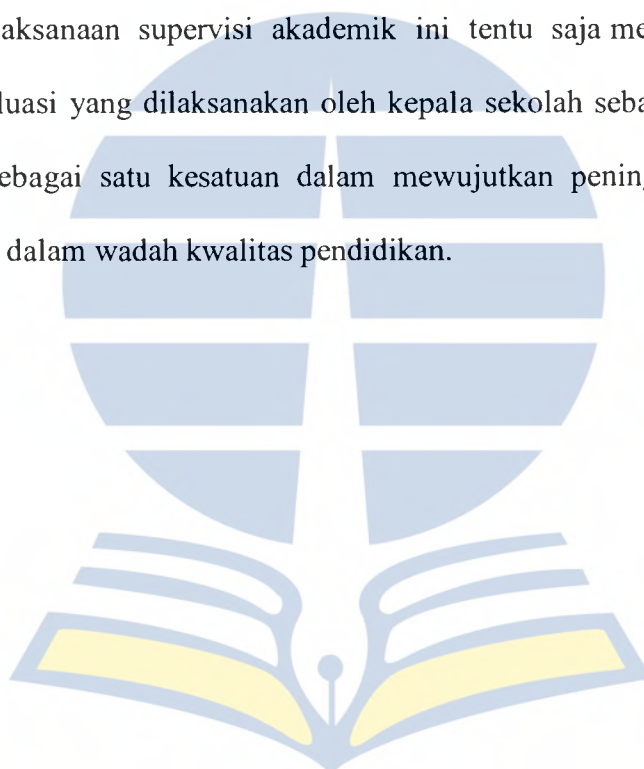 aksanaan supervisi akademik ini tentu saja me
luasi yang dilaksanakan oleh kepala sekolah seba
ebagai satu kesatuan dalam mewujutkan pening
dalam wadah kwalitas pendidikan.